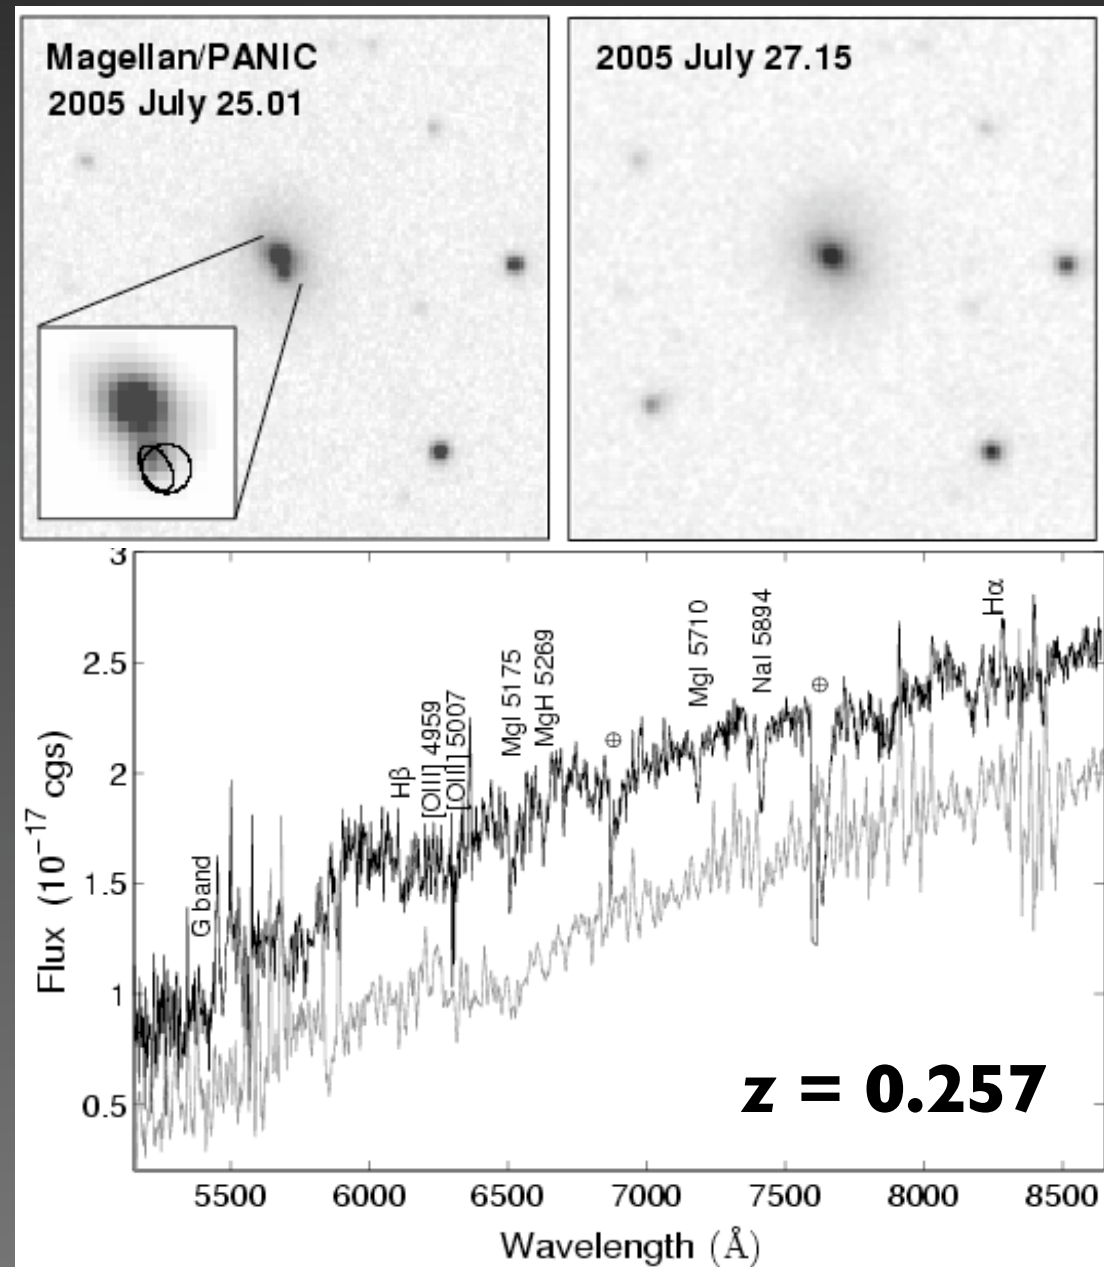 Magellan/PANIC
2005 July 25.01
2005 July 27.15
3
2.5
2
1.5
1
0.5
Flux (10⁻¹⁷ cgs)
G band
Hβ
[OIII] 4959
[OIII] 5007
MgI 5175
MgH 5269
⊕
MgI 5710
NaI 5894
⊕
Hα
z = 0.257
5500 6000 6500 7000 7500 8000 8500
Wavelength (Å)